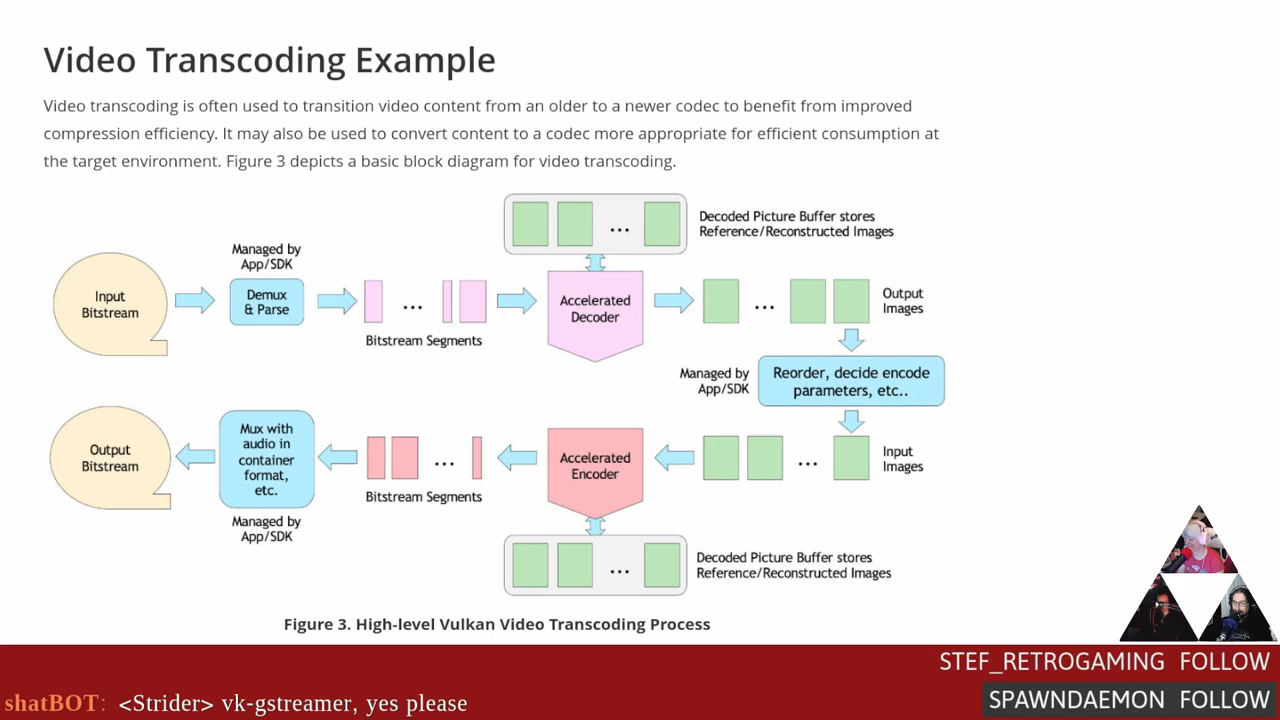 Video Transcoding Example
Video transcoding is often used to transition video content from an older to a newer codec to benefit from improved
compression efficiency. It may also be used to convert content to a codec more appropriate for efficient consumption at
the target environment. Figure 3 depicts a basic block diagram for video transcoding.
Decoded Picture Buffer stores
Reference/Reconstructed Images
...
Managed by
App/SDK
Input
Bitstream
Demux
& Parse
...
Bitstream Segments
Accelerated
Decoder
...
Output
Images
Managed by
App/SDK
Reorder, decide encode
parameters, etc..
Input
Images
...
Accelerated
Encoder
...
Bitstream Segments
Mux with
audio in
container
format,
etc.
Managed by
App/SDK
Output
Bitstream
...
Decoded Picture Buffer stores
Reference/Reconstructed Images
Figure 3. High-level Vulkan Video Transcoding Process
STEF_RETROGAMING FOLLOW
SPAWNDAEMON FOLLOW
shatBOT: <Strider> vk-gstreamer, yes please